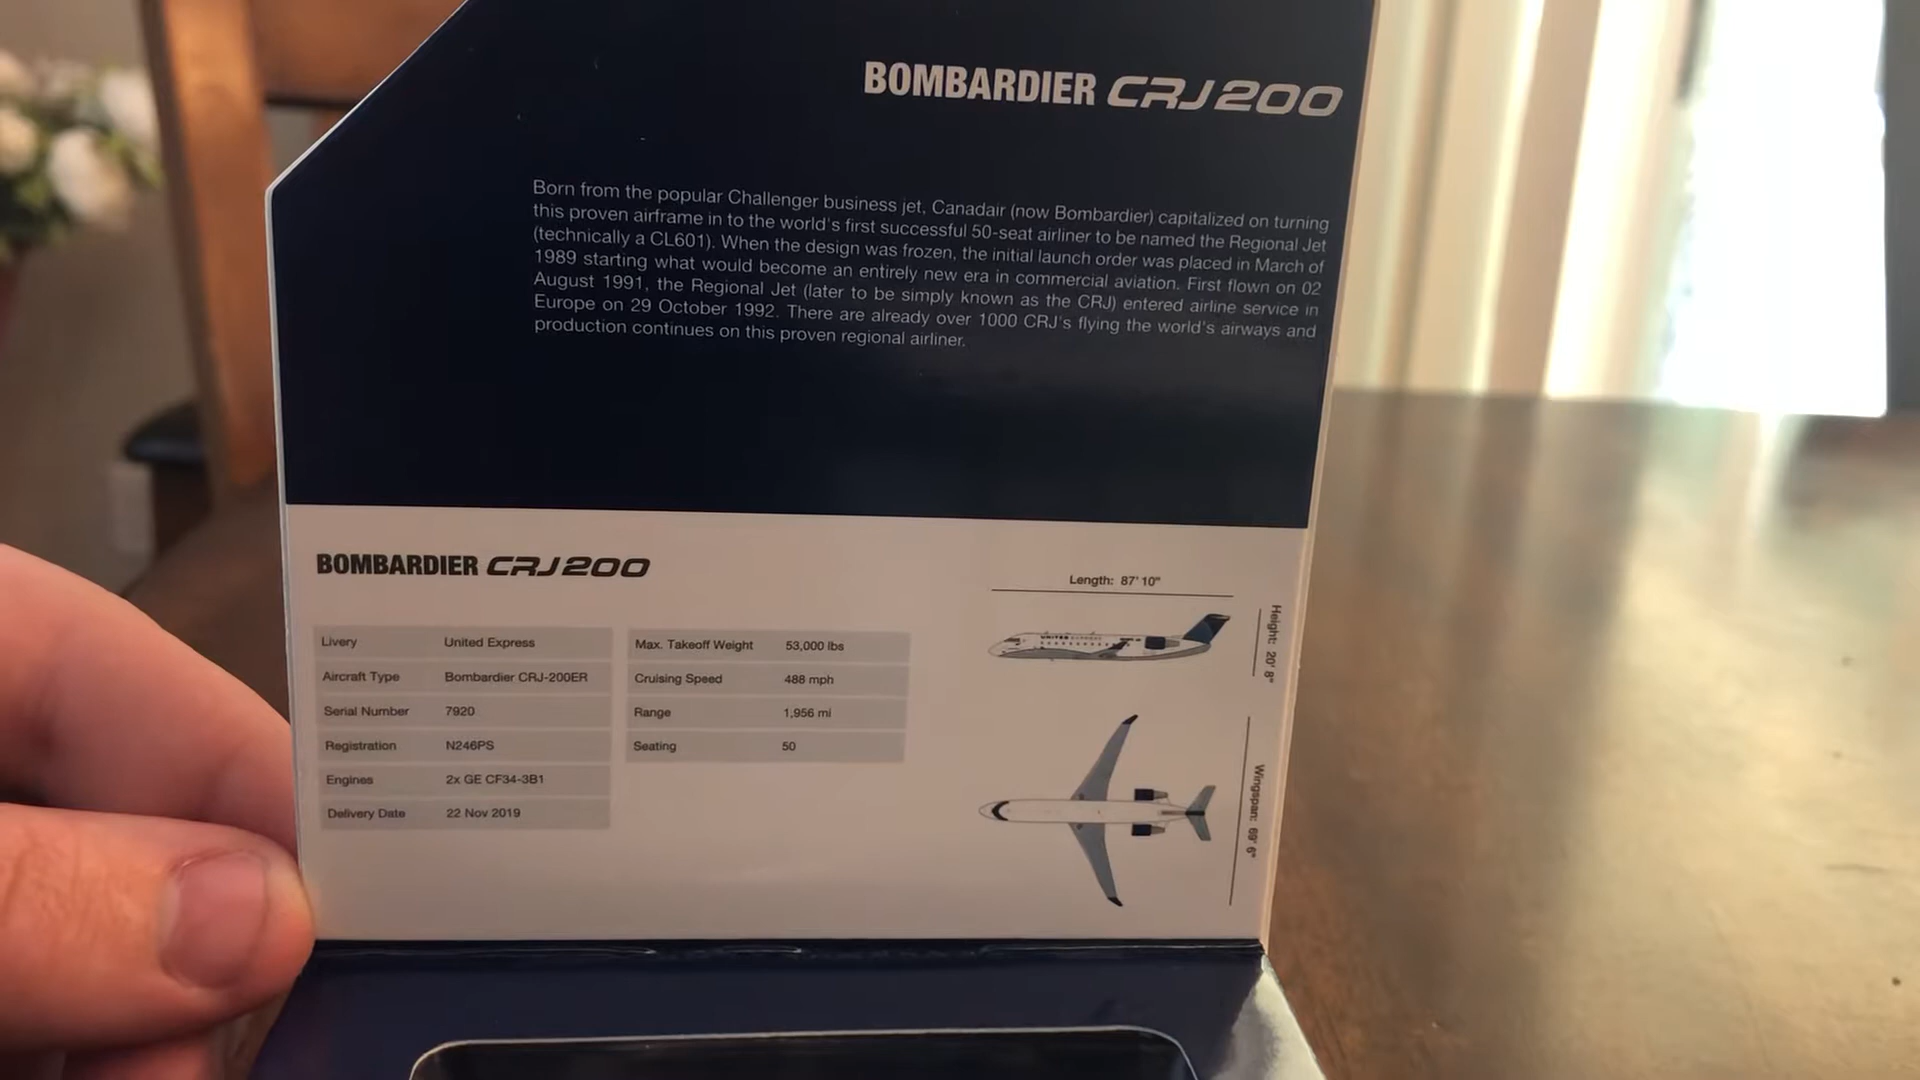 BOMBARDIER CRJ200
Born from the popular Challenger business jet, Canadair (now Bombardier) capitalized on turning
this proven airframe in to the world's first successful 50-seat airliner to be named the Regional Jet
(technically a CL601). When the design was frozen, the initial launch order was placed in March of
1989 starting what would become an entirely new era in commercial aviation. First flown on 02
August 1991, the Regional Jet (later to be simply known as the CRJ) entered airline service in
Europe on 29 October 1992. There are already over 1000 CRJ's flying the world's airways and
production continues on this proven regional airliner.
BOMBARDIER CRJ200
Livery United Express
Aircraft Type Bombardier CRJ-200ER
Serial Number 7920
Registration N246PS
Engines 2x GE CF34-3B1
Delivery Date 22 Nov 2019
Max. Takeoff Weight 53,000 lbs
Cruising Speed 488 mph
Range 1,956 mi
Seating 50
Length: 87' 10"
UNITED EXPRESS
Height: 20' 8"
Wingspan: 69' 6"